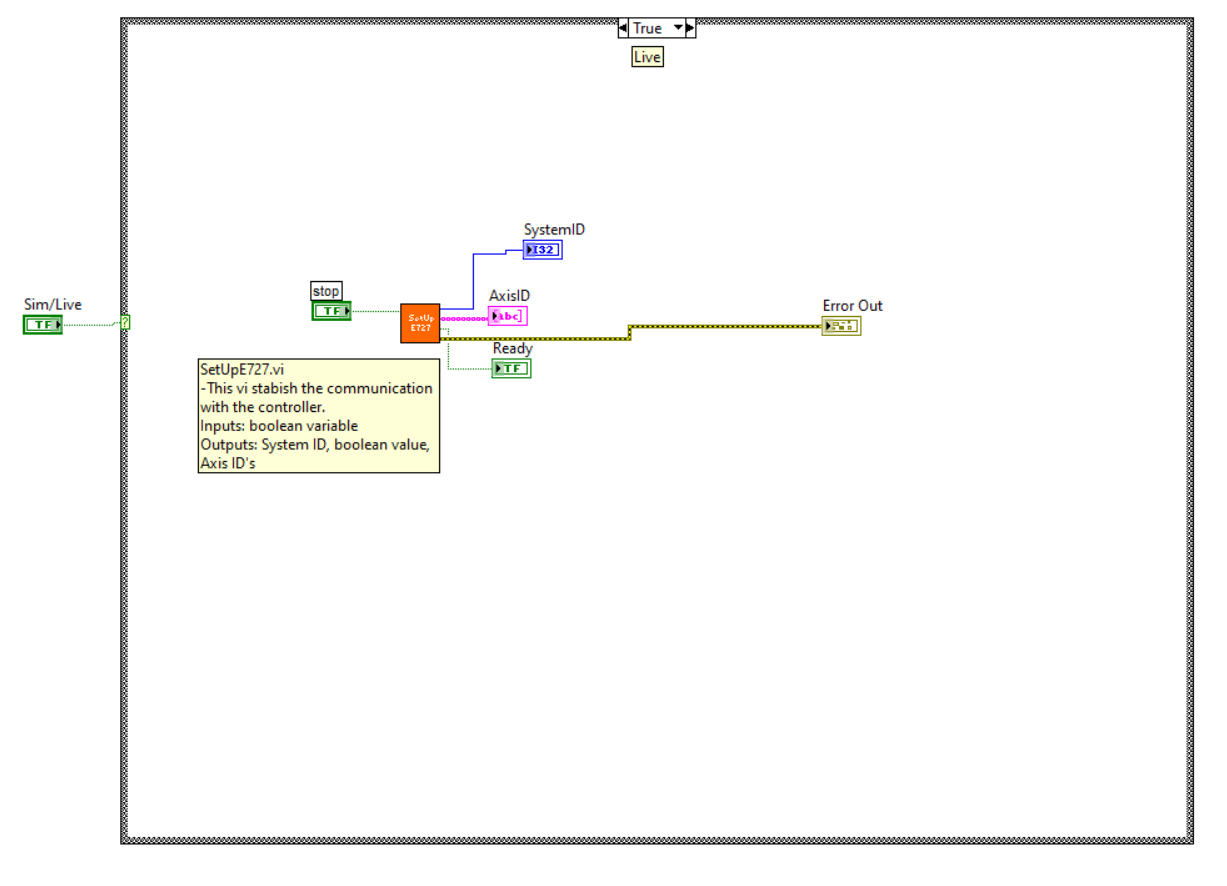 True
Live
SystemID
I32
stop
TF
AxisID
abc
Sim/Live
TF
?
SetUp
E727
Error Out
Ready
TF
SetUpE727.vi
-This vi stabish the communication
with the controller.
Inputs: boolean variable
Outputs: System ID, boolean value,
Axis ID's